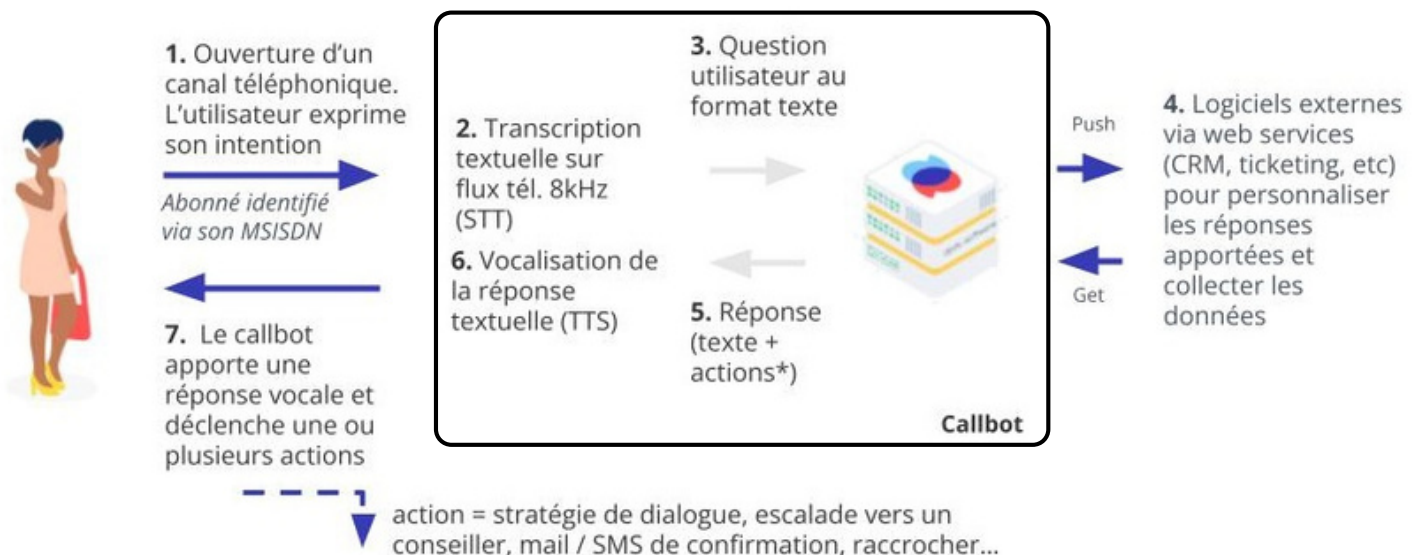 1. Ouverture d'un
canal téléphonique.
L'utilisateur exprime
son intention
Abonné identifié
via son MSISDN
2. Transcription
textuelle sur
flux tél. 8kHz
(STT)
3. Question
utilisateur au
format texte
Push
4. Logiciels externes
via web services
(CRM, ticketing, etc)
pour personnaliser
les réponses
apportées et
collecter les
données
Get
5. Réponse
(texte +
actions*)
6. Vocalisation de
la réponse
textuelle (TTS)
Callbot
7. Le callbot
apporte une
réponse vocale et
déclenche une ou
plusieurs actions
action = stratégie de dialogue, escalade vers un
conseiller, mail / SMS de confirmation, raccrocher...